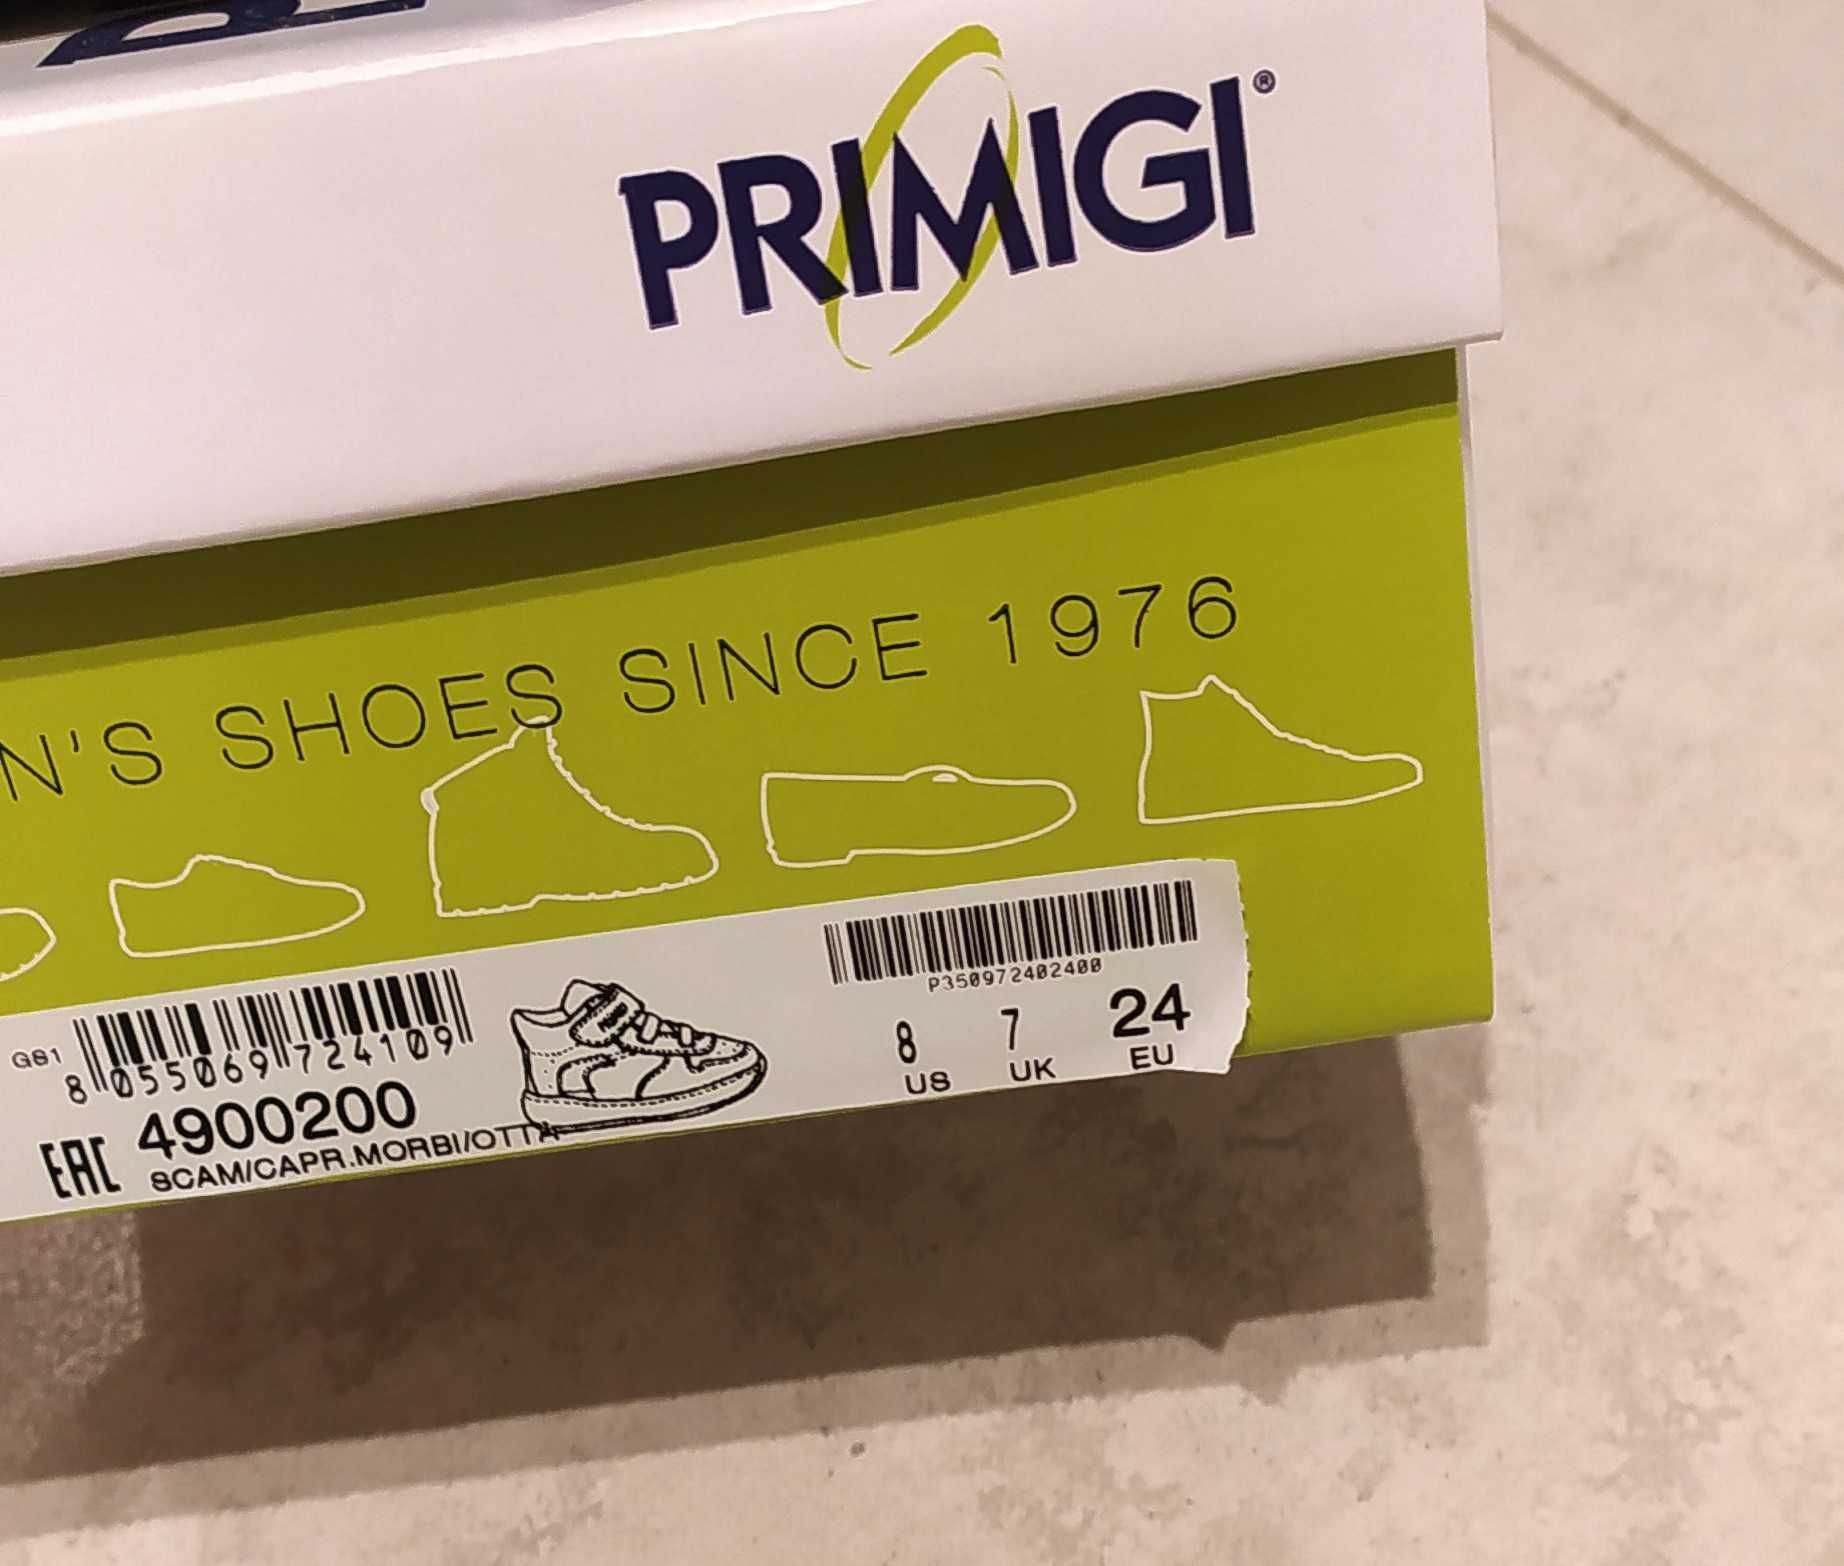 PRIMIGI®
N'S SHOES SINCE 1976
P350972402400
GS1
8 055069 724109
8 US
7 UK
24 EU
EAC 4900200
SCAM/CAPR.MORBI/OTTA